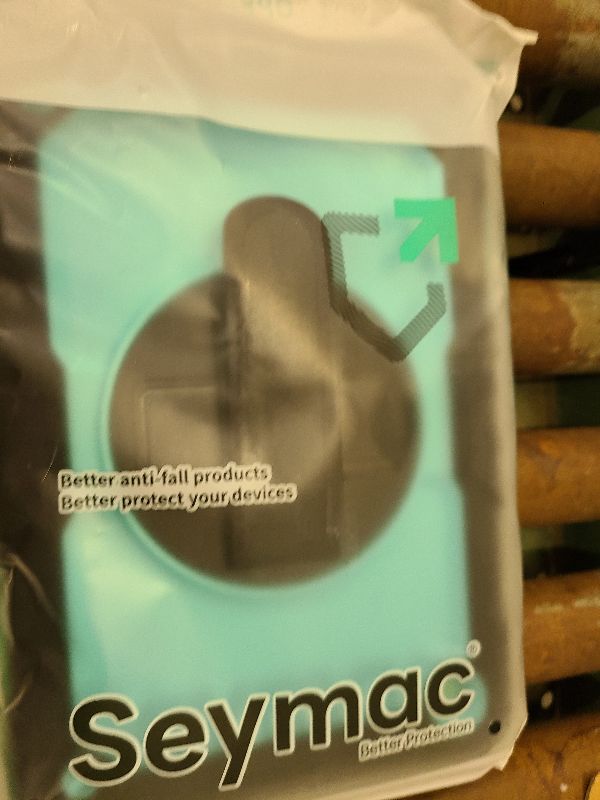 Better anti-fall products
Better protect your devices
Seymac®
Better Protection